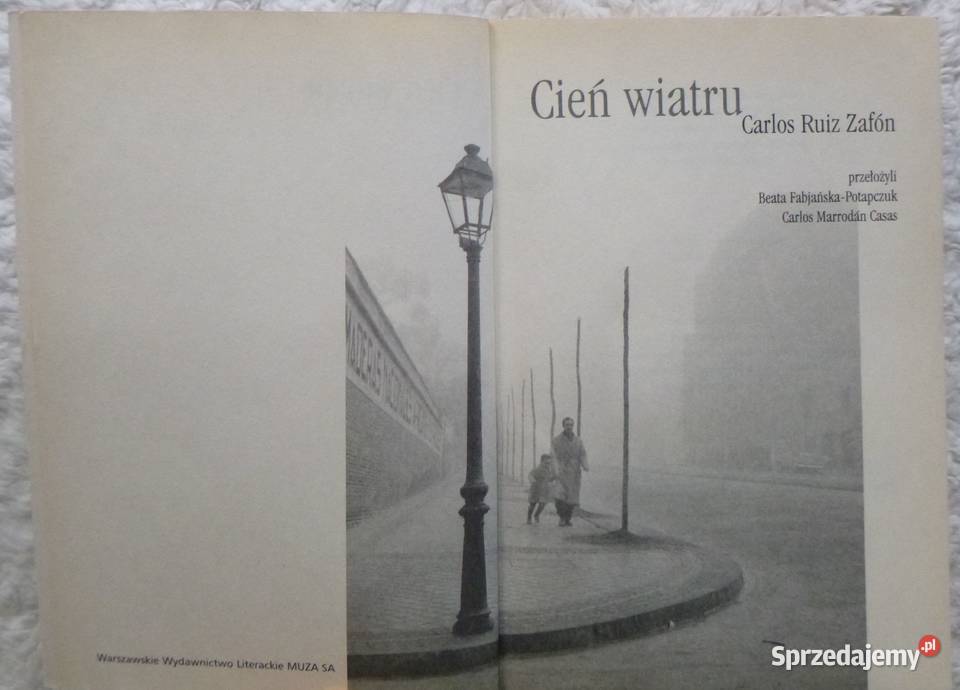 Cień wiatru
Carlos Ruiz Zafón
przełożyli
Beata Fabjańska-Potapczuk
Carlos Marrodán Casas
MADERAS
Warszawskie Wydawnictwo Literackie MUZA SA
Sprzedajemy.pl